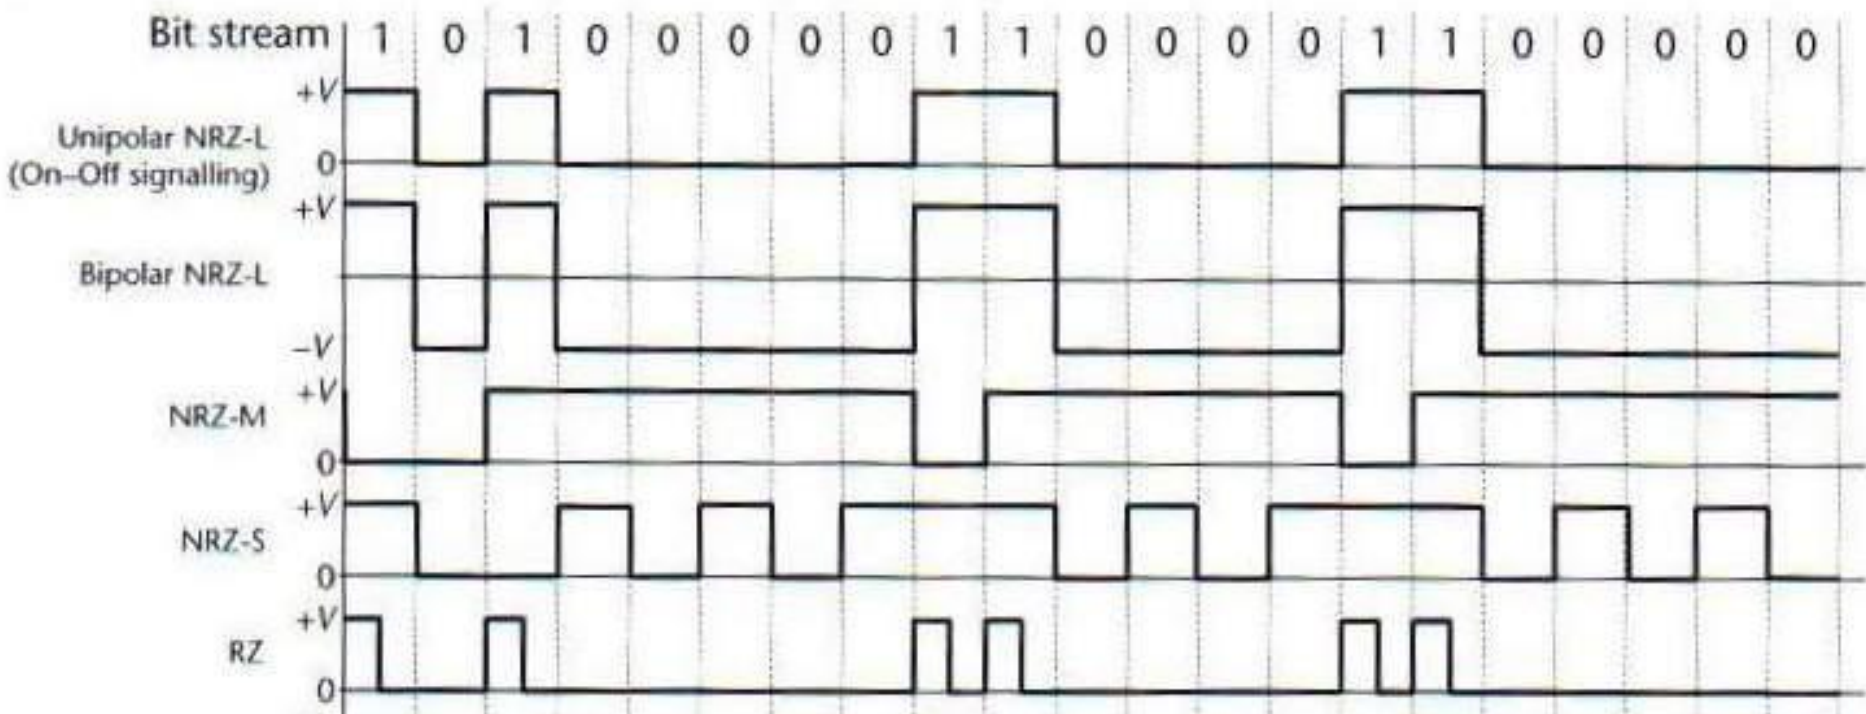 Bit stream 1 0 1 0 0 0 0 0 1 1 0 0 0 0 1 1 0 0 0 0 0
+V
Unipolar NRZ-L
(On–Off signalling)
0
+V
Bipolar NRZ-L
−V
+V
NRZ-M
0
+V
NRZ-S
0
+V
RZ
0